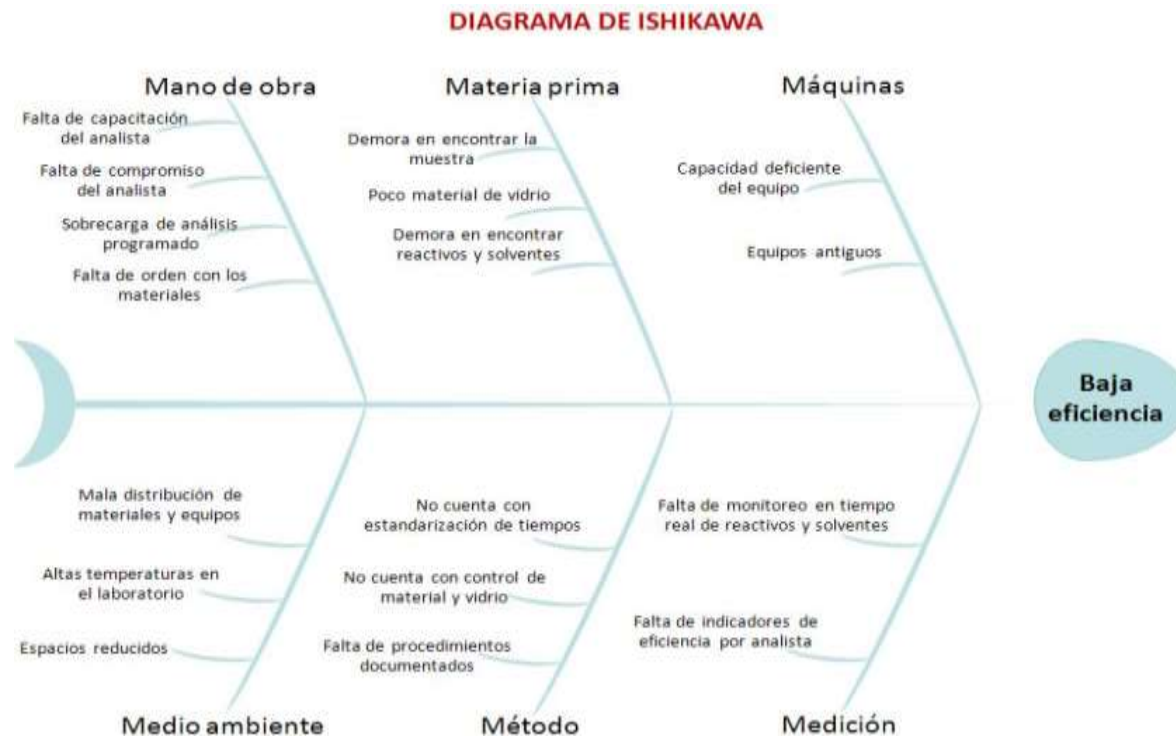 DIAGRAMA DE ISHIKAWA
Mano de obra
Falta de capacitación
del analista
Falta de compromiso
del analista
Sobrecarga de análisis
programado
Falta de orden con los
materiales
Materia prima
Demora en encontrar la
muestra
Poco material de vidrio
Demora en encontrar
reactivos y solventes
Máquinas
Capacidad deficiente
del equipo
Equipos antiguos
Baja
eficiencia
Mala distribución de
materiales y equipos
Altas temperaturas en
el laboratorio
Espacios reducidos
Medio ambiente
No cuenta con
estandarización de tiempos
No cuenta con control de
material y vidrio
Falta de procedimientos
documentados
Método
Falta de monitoreo en tiempo
real de reactivos y solventes
Falta de indicadores de
eficiencia por analista
Medición